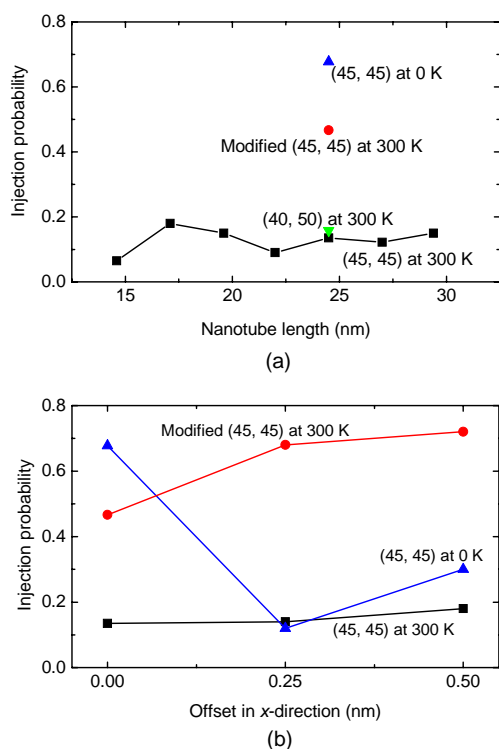 0.8
0.6
0.4
0.2
0.0
Injection probability
(45, 45) at 0 K
Modified (45, 45) at 300 K
(40, 50) at 300 K
(45, 45) at 300 K
15 20 25 30
Nanotube length (nm)
(a)
0.8
0.6
0.4
0.2
0.0
Injection probability
Modified (45, 45) at 300 K
(45, 45) at 0 K
(45, 45) at 300 K
0.00 0.25 0.50
Offset in x-direction (nm)
(b)